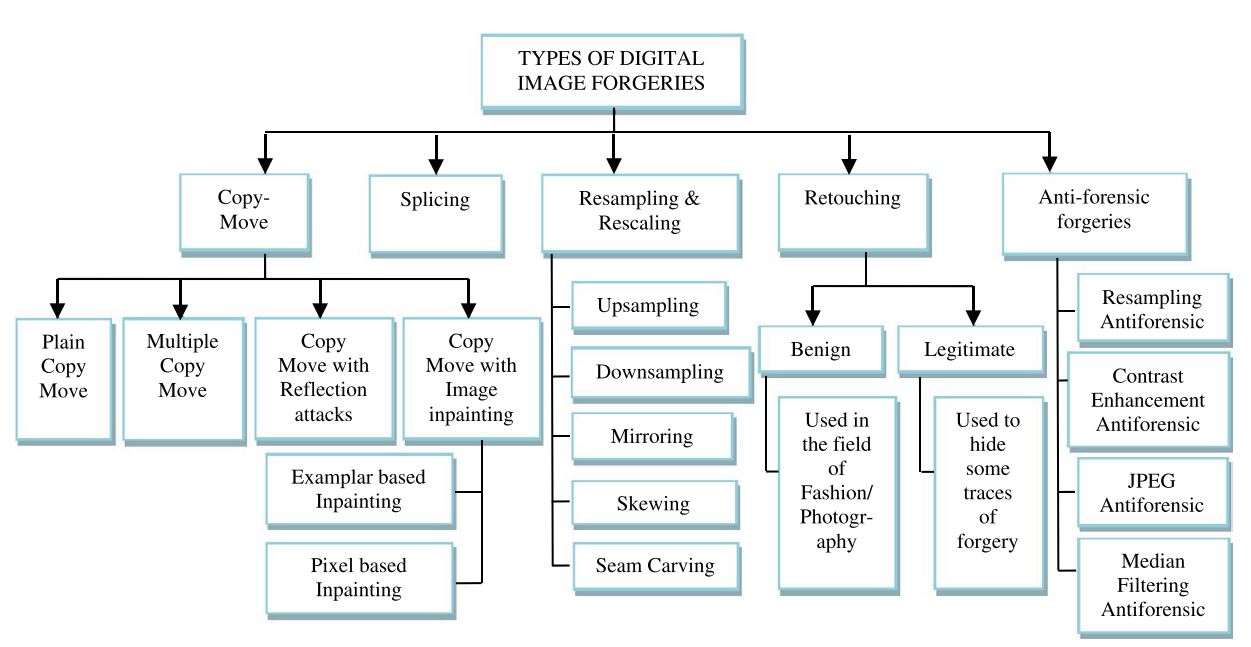 TYPES OF DIGITAL
IMAGE FORGERIES
Copy-
Move
Splicing
Resampling &
Rescaling
Retouching
Anti-forensic
forgeries
Plain
Copy
Move
Multiple
Copy
Move
Copy
Move with
Reflection
attacks
Copy
Move with
Image
inpainting
Examplar based
Inpainting
Pixel based
Inpainting
Upsampling
Downsampling
Mirroring
Skewing
Seam Carving
Benign
Legitimate
Used in
the field
of
Fashion/
Photogr-
aphy
Used to
hide
some
traces
of
forgery
Resampling
Antiforensic
Contrast
Enhancement
Antiforensic
JPEG
Antiforensic
Median
Filtering
Antiforensic